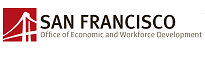 SAN FRANCISCO
Office of Economic and Workforce Development